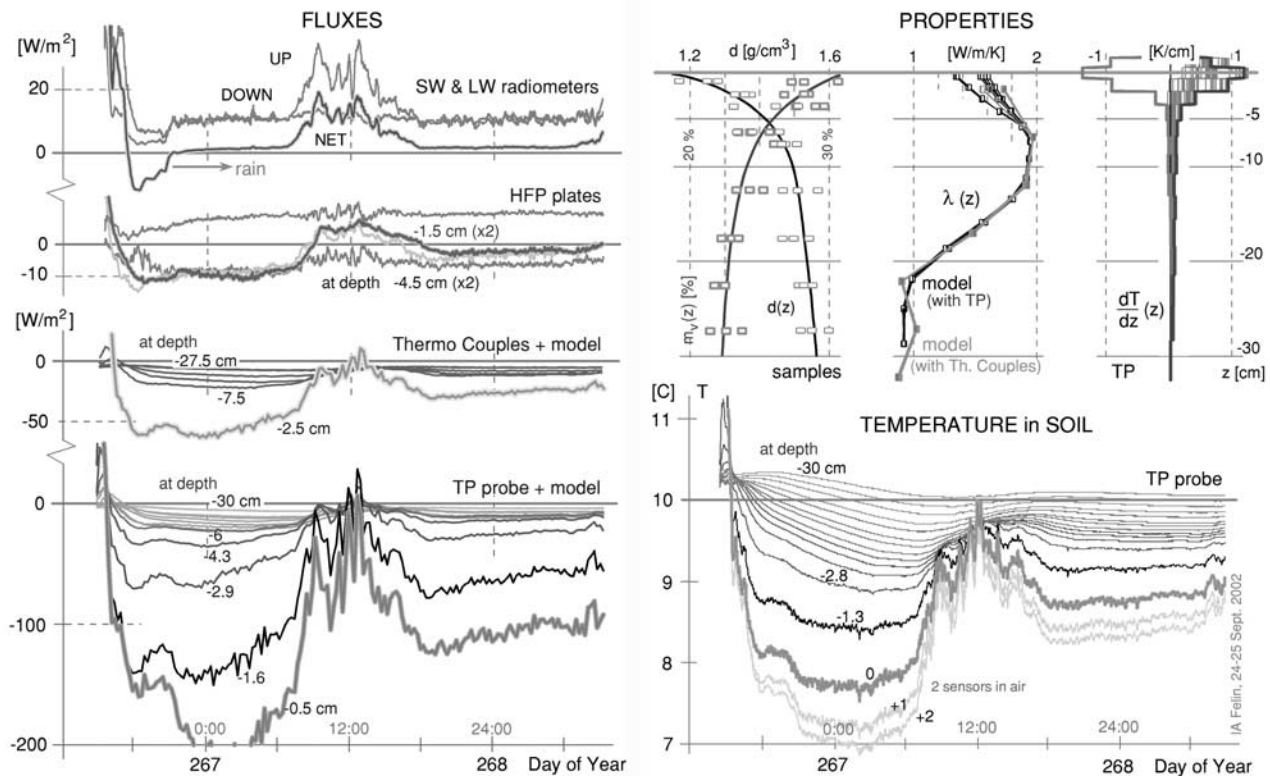 FLUXES
[W/m²]
UP
20
DOWN
SW & LW radiometers
NET
0
rain
HFP plates
-1.5 cm (x2)
0
-10
at depth -4.5 cm (x2)
[W/m²]
at depth
Thermo Couples + model
0
-27.5 cm
-7.5
-50
-2.5 cm
at depth
TP probe + model
-30 cm
0
-6
-4.3
-2.9
-100
-1.6
-0.5 cm
0:00 12:00 24:00
-200
267 268 Day of Year
PROPERTIES
d [g/cm³]
1.2 1.6
[W/m/K]
1 2
[K/cm]
-1 1
-5
20 %
30 %
-10
λ (z)
-20
mv(z) [%]
d(z)
model
(with TP)
dT
dz (z)
model
(with Th. Couples)
-30
samples
TP
z [cm]
[C] T
11
TEMPERATURE in SOIL
at depth
-30 cm
TP probe
10
-2.8
9
-1.3
8
0
2 sensors in air
+1
+2
0:00 12:00 24:00
7
267 268 Day of Year
IA Felin, 24-25 Sept. 2002